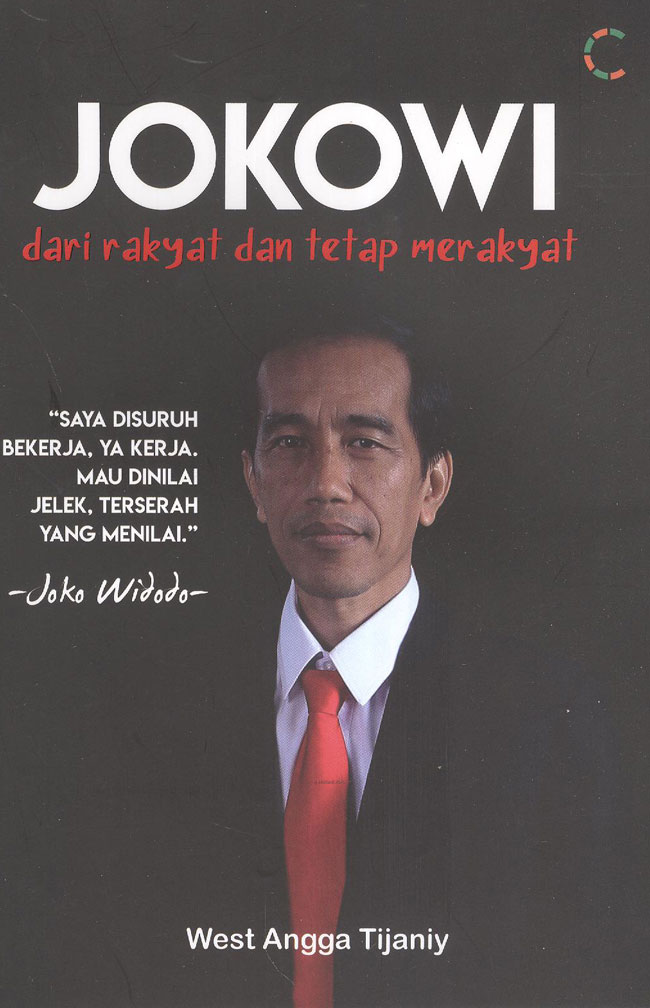 JOKOWI
dari rakyat dan tetap merakyat
“SAYA DISURUH
BEKERJA, YA KERJA.
MAU DINILAI
JELEK, TERSERAH
YANG MENILAI.”
–Joko Widodo–
West Angga Tijaniy